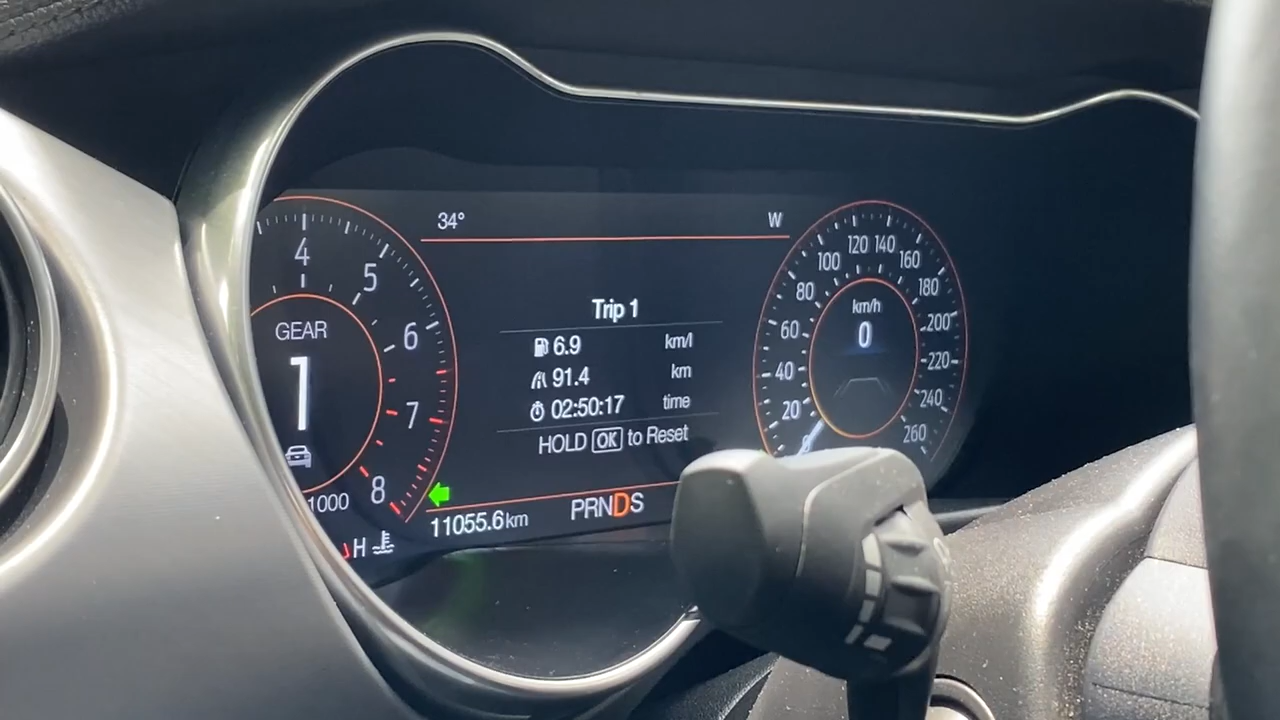 34°
W
4
5
6
7
8
GEAR
1
1000
H
Trip 1
6.9 km/l
91.4 km
02:50:17 time
HOLD OK to Reset
PRNDS
11055.6 km
20
40
60
80
100
120
140
160
180
200
220
240
260
km/h
0